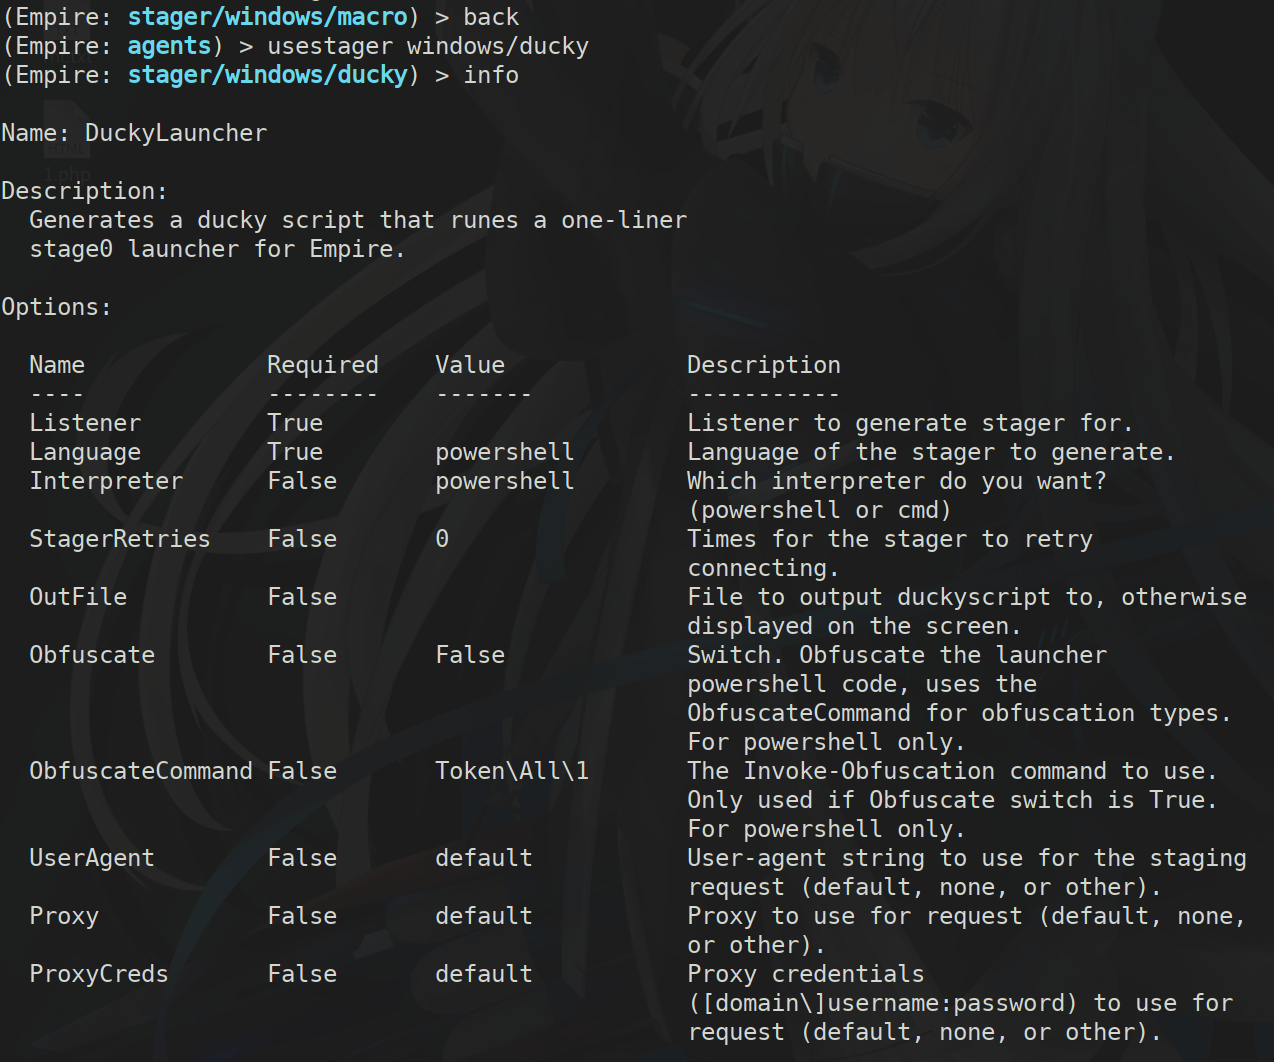 (Empire: stager/windows/macro) > back
(Empire: agents) > usestager windows/ducky
(Empire: stager/windows/ducky) > info
Name: DuckyLauncher
1.php
Description:
Generates a ducky script that runes a one-liner
stage0 launcher for Empire.
Options:
Name Required Value Description
---- -------- ------- -----------
Listener True Listener to generate stager for.
Language True powershell Language of the stager to generate.
Interpreter False powershell Which interpreter do you want?
(powershell or cmd)
StagerRetries False 0 Times for the stager to retry
connecting.
OutFile False File to output duckyscript to, otherwise
displayed on the screen.
Obfuscate False False Switch. Obfuscate the launcher
powershell code, uses the
ObfuscateCommand for obfuscation types.
For powershell only.
ObfuscateCommand False Token\All\1 The Invoke-Obfuscation command to use.
Only used if Obfuscate switch is True.
For powershell only.
UserAgent False default User-agent string to use for the staging
request (default, none, or other).
Proxy False default Proxy to use for request (default, none,
or other).
ProxyCreds False default Proxy credentials
([domain\]username:password) to use for
request (default, none, or other).